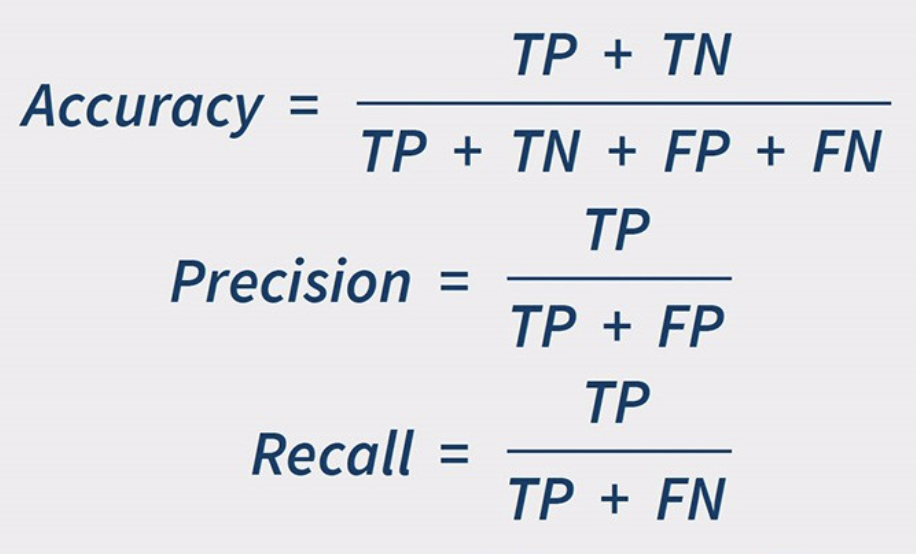 TP + TN
Accuracy =
TP + TN + FP + FN
TP
Precision =
TP + FP
TP
Recall =
TP + FN